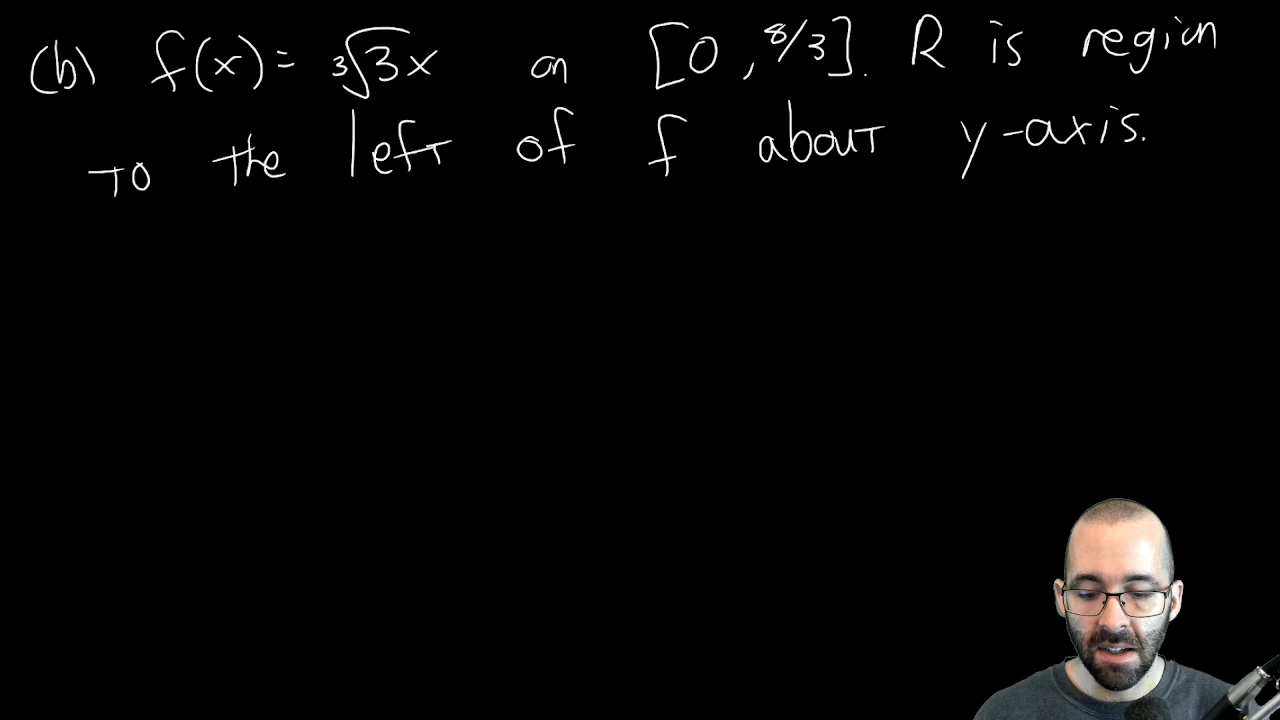 (b) f(x) = ∛3x on [0, 8/3]. R is region
to the left of f about y-axis.